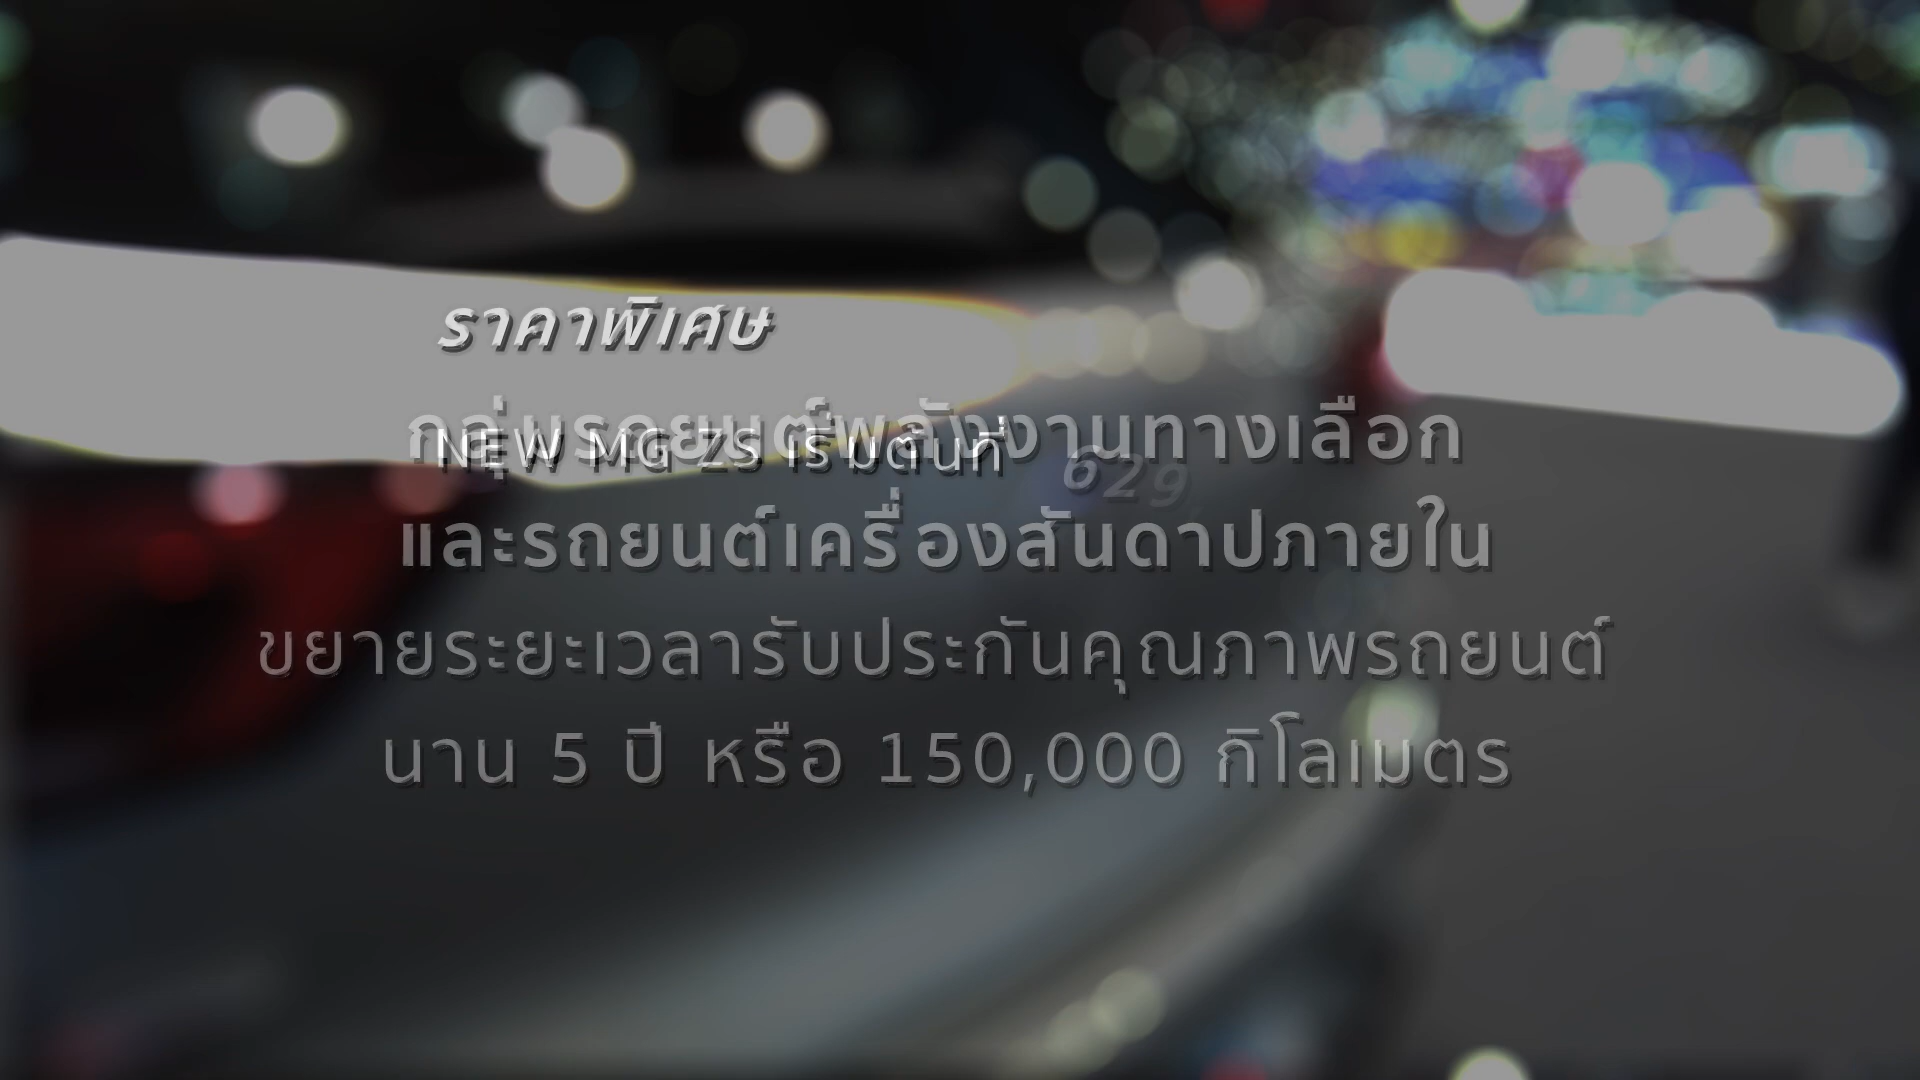 ราคาพิเศษ
กลุ่มรถยนต์พลังงานทางเลือก
NEW MG ZS เริ่มต้นที่ 629,
และรถยนต์เครื่องสันดาปภายใน
ขยายระยะเวลารับประกันคุณภาพรถยนต์
นาน 5 ปี หรือ 150,000 กิโลเมตร